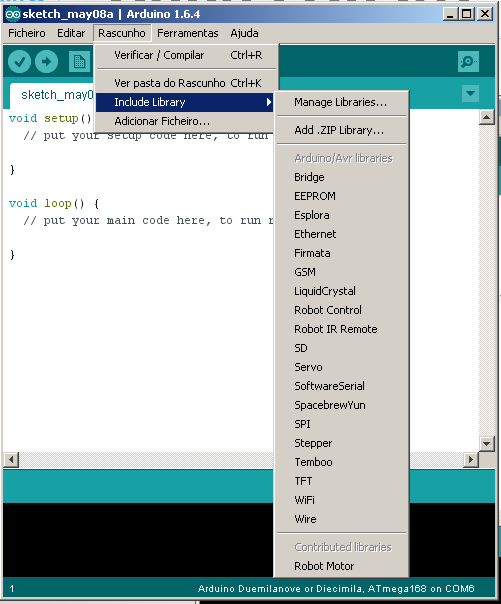 sketch_may08a | Arduino 1.6.4
Ficheiro Editar Rascunho Ferramentas Ajuda
Verificar / Compilar Ctrl+R
Ver pasta do Rascunho Ctrl+K
Include Library
Adicionar Ficheiro...
sketch_may0
void setup()
// put your setup code here, to run
}
void loop() {
// put your main code here, to run r
}
Manage Libraries...
Add .ZIP Library...
Arduino/Avr libraries
Bridge
EEPROM
Esplora
Ethernet
Firmata
GSM
LiquidCrystal
Robot Control
Robot IR Remote
SD
Servo
SoftwareSerial
SpacebrewYun
SPI
Stepper
Temboo
TFT
WiFi
Wire
Contributed libraries
Robot Motor
1 Arduino Duemilanove or Diecimila, ATmega168 on COM6